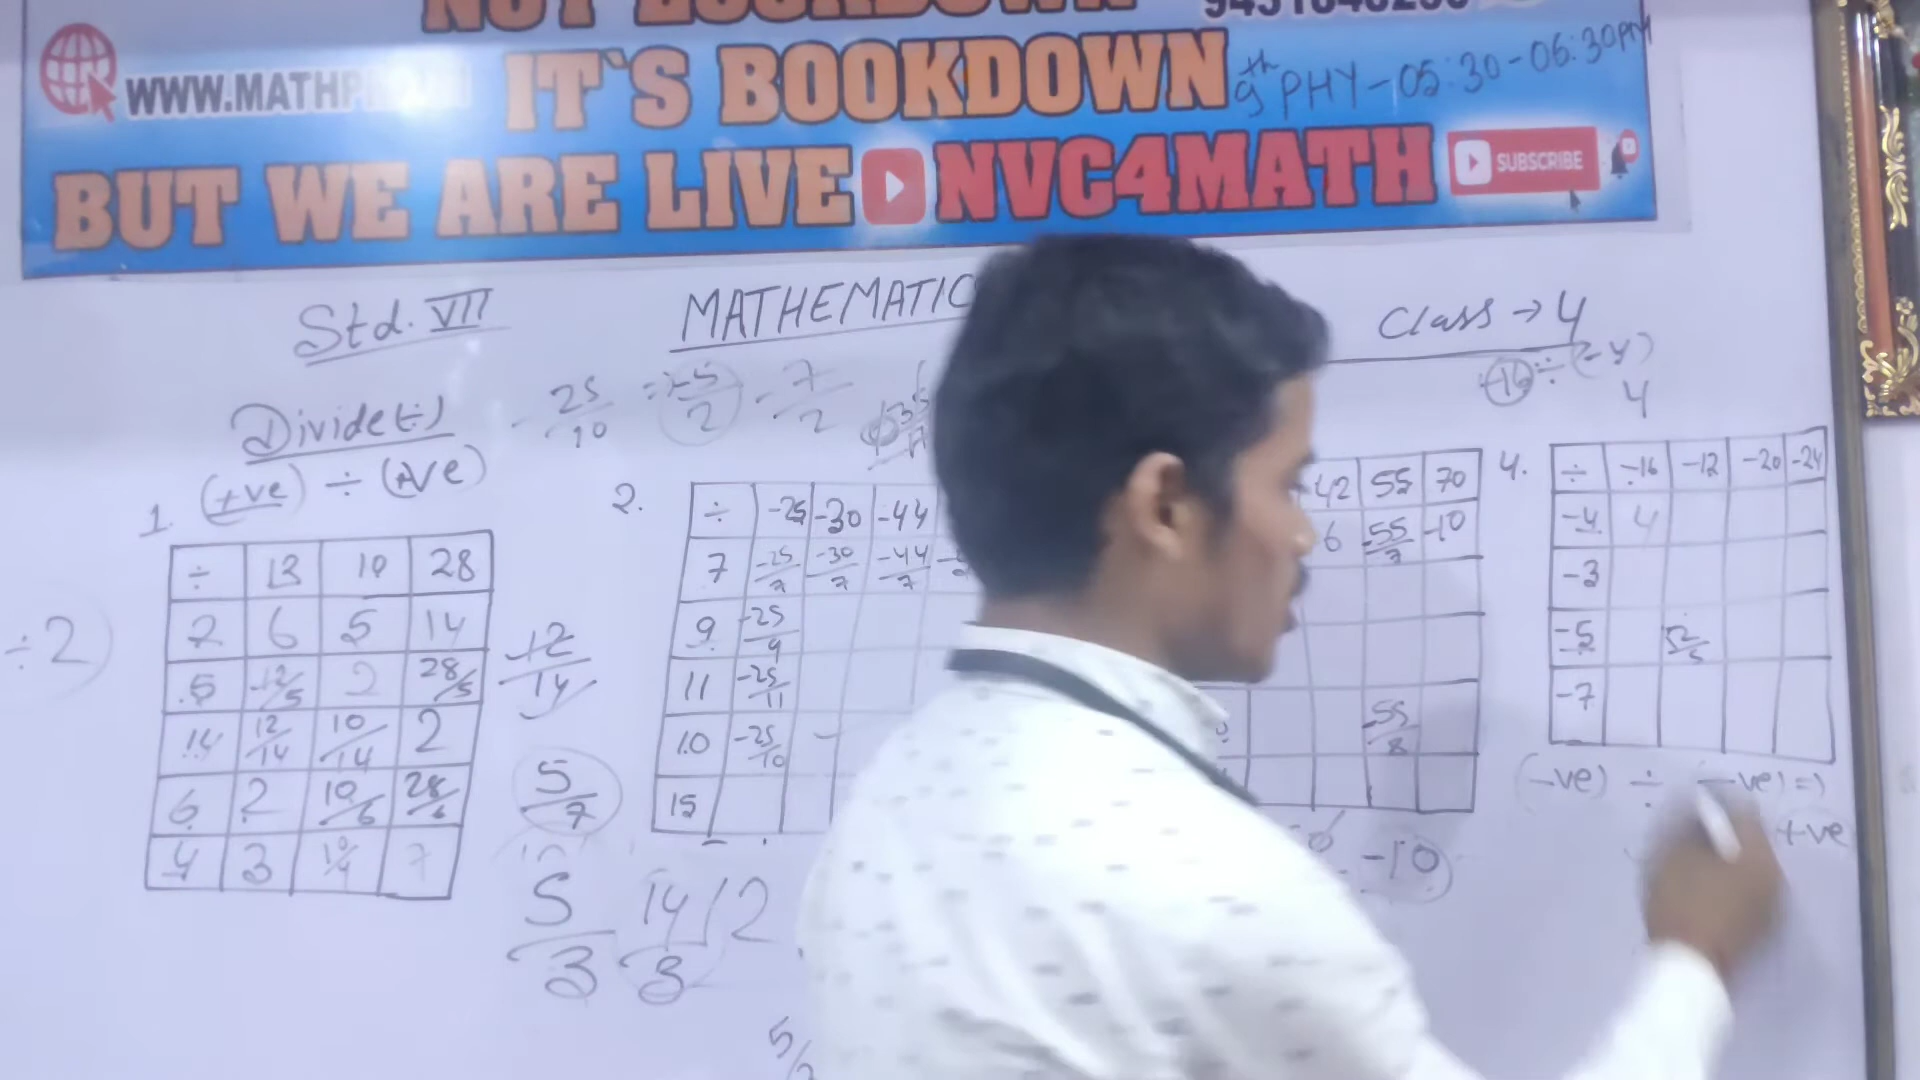 IT'S BOOKDOWN
9th PHY-05:30-06:30PM
BUT WE ARE LIVE NVC4MATH SUBSCRIBE
Std. VII
MATHEMATIC
Class → 4
Divide(÷)
(+ve) ÷ (+ve)
-25/10 = -5/2 -7/2
-16 ÷ (-4)
4
1.
÷ 13 10 28
2 6 5 14
5 12/5 2 28/5
14 12/14 10/14 2
6 2 10/6 28/6
4 3 10/4 7
÷2)
12/14
5/7
5/3 14/3 /2
2.
÷ -25 -30 -44
7 -25/7 -30/7 -44/7
9 -25/9
11 -25/11
10 -25/10
15
42 55 70
6 -55/7 -10
-55/8
-10
4.
÷ -16 -12 -20 -24
-4 4
-3
-5 12/5
-7
(-ve) ÷ (-ve) =)
+ve